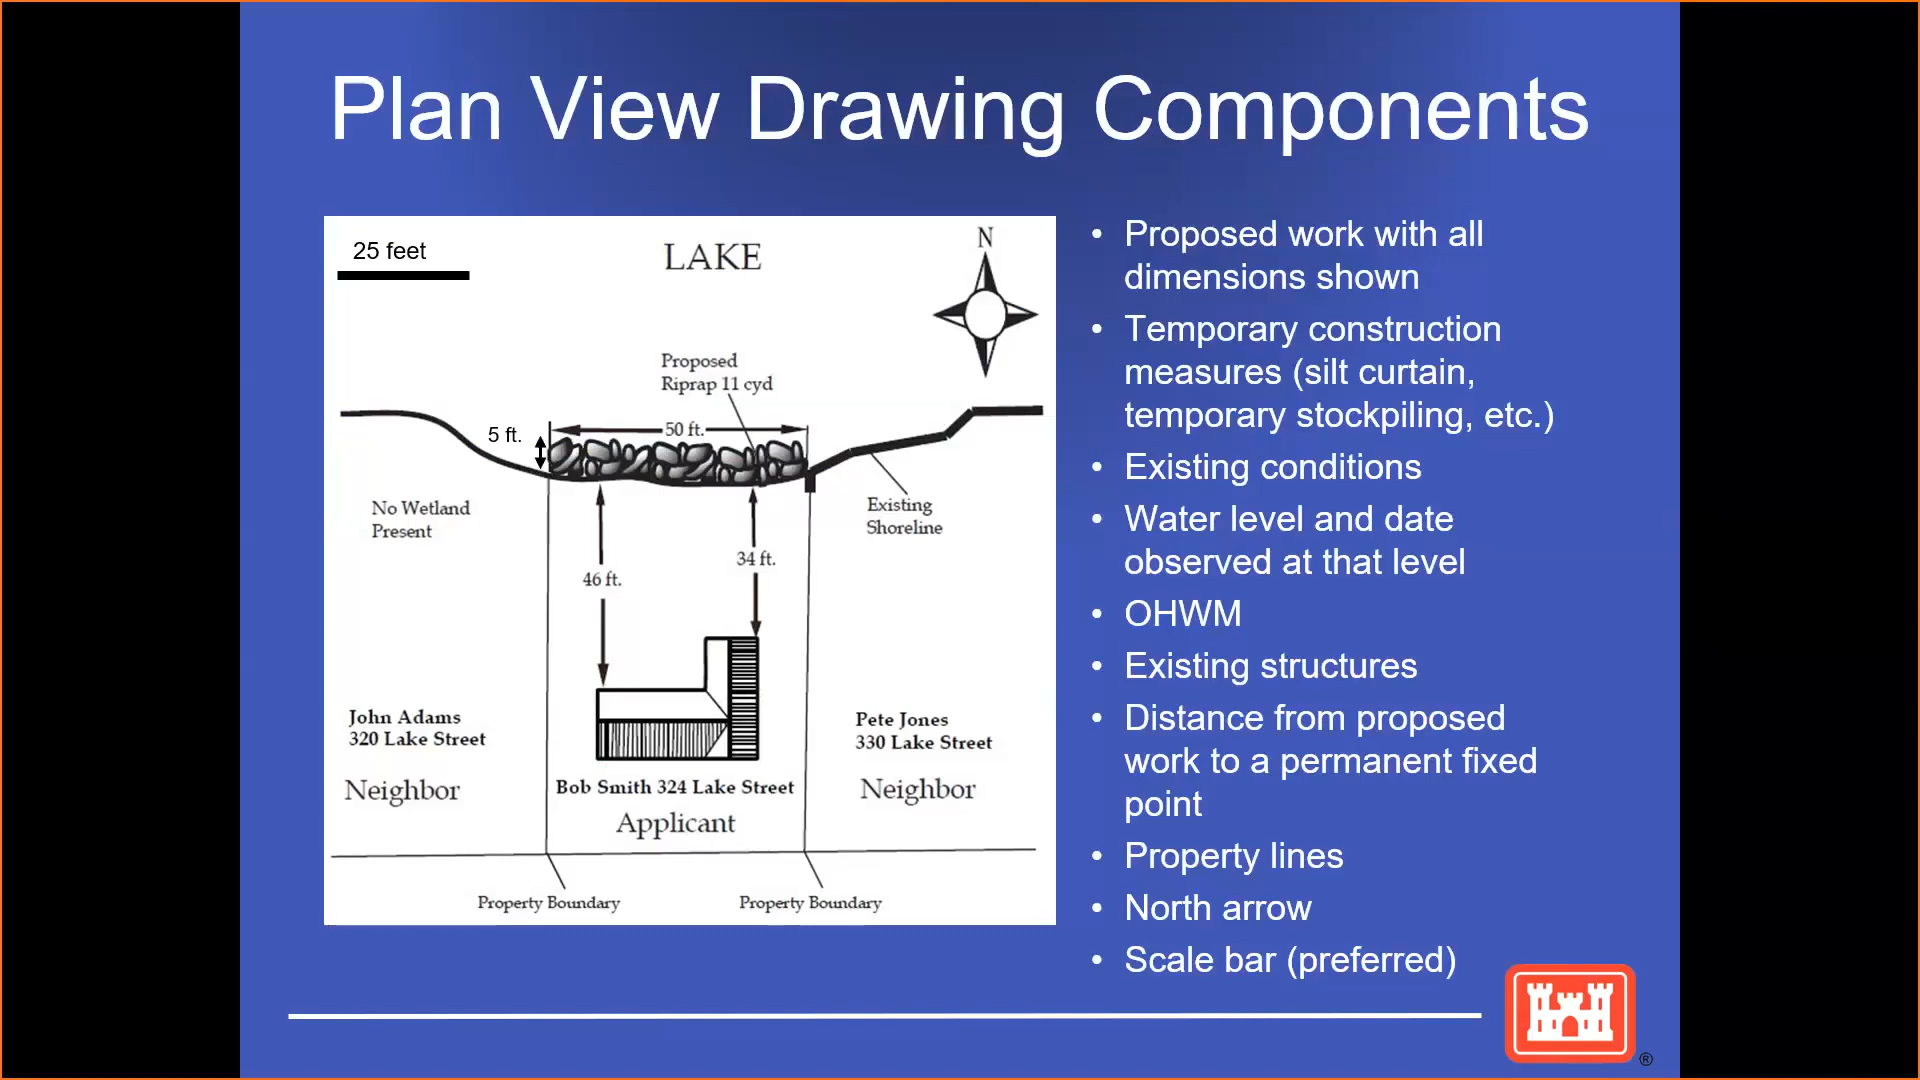 Plan View Drawing Components
25 feet
LAKE
N
Proposed
Riprap 11 cyd
5 ft.
50 ft.
No Wetland
Present
Existing
Shoreline
34 ft.
46 ft.
John Adams
320 Lake Street
Neighbor
Pete Jones
330 Lake Street
Neighbor
Bob Smith 324 Lake Street
Applicant
Property Boundary
Property Boundary
• Proposed work with all
dimensions shown
• Temporary construction
measures (silt curtain,
temporary stockpiling, etc.)
• Existing conditions
• Water level and date
observed at that level
• OHWM
• Existing structures
• Distance from proposed
work to a permanent fixed
point
• Property lines
• North arrow
• Scale bar (preferred)
®